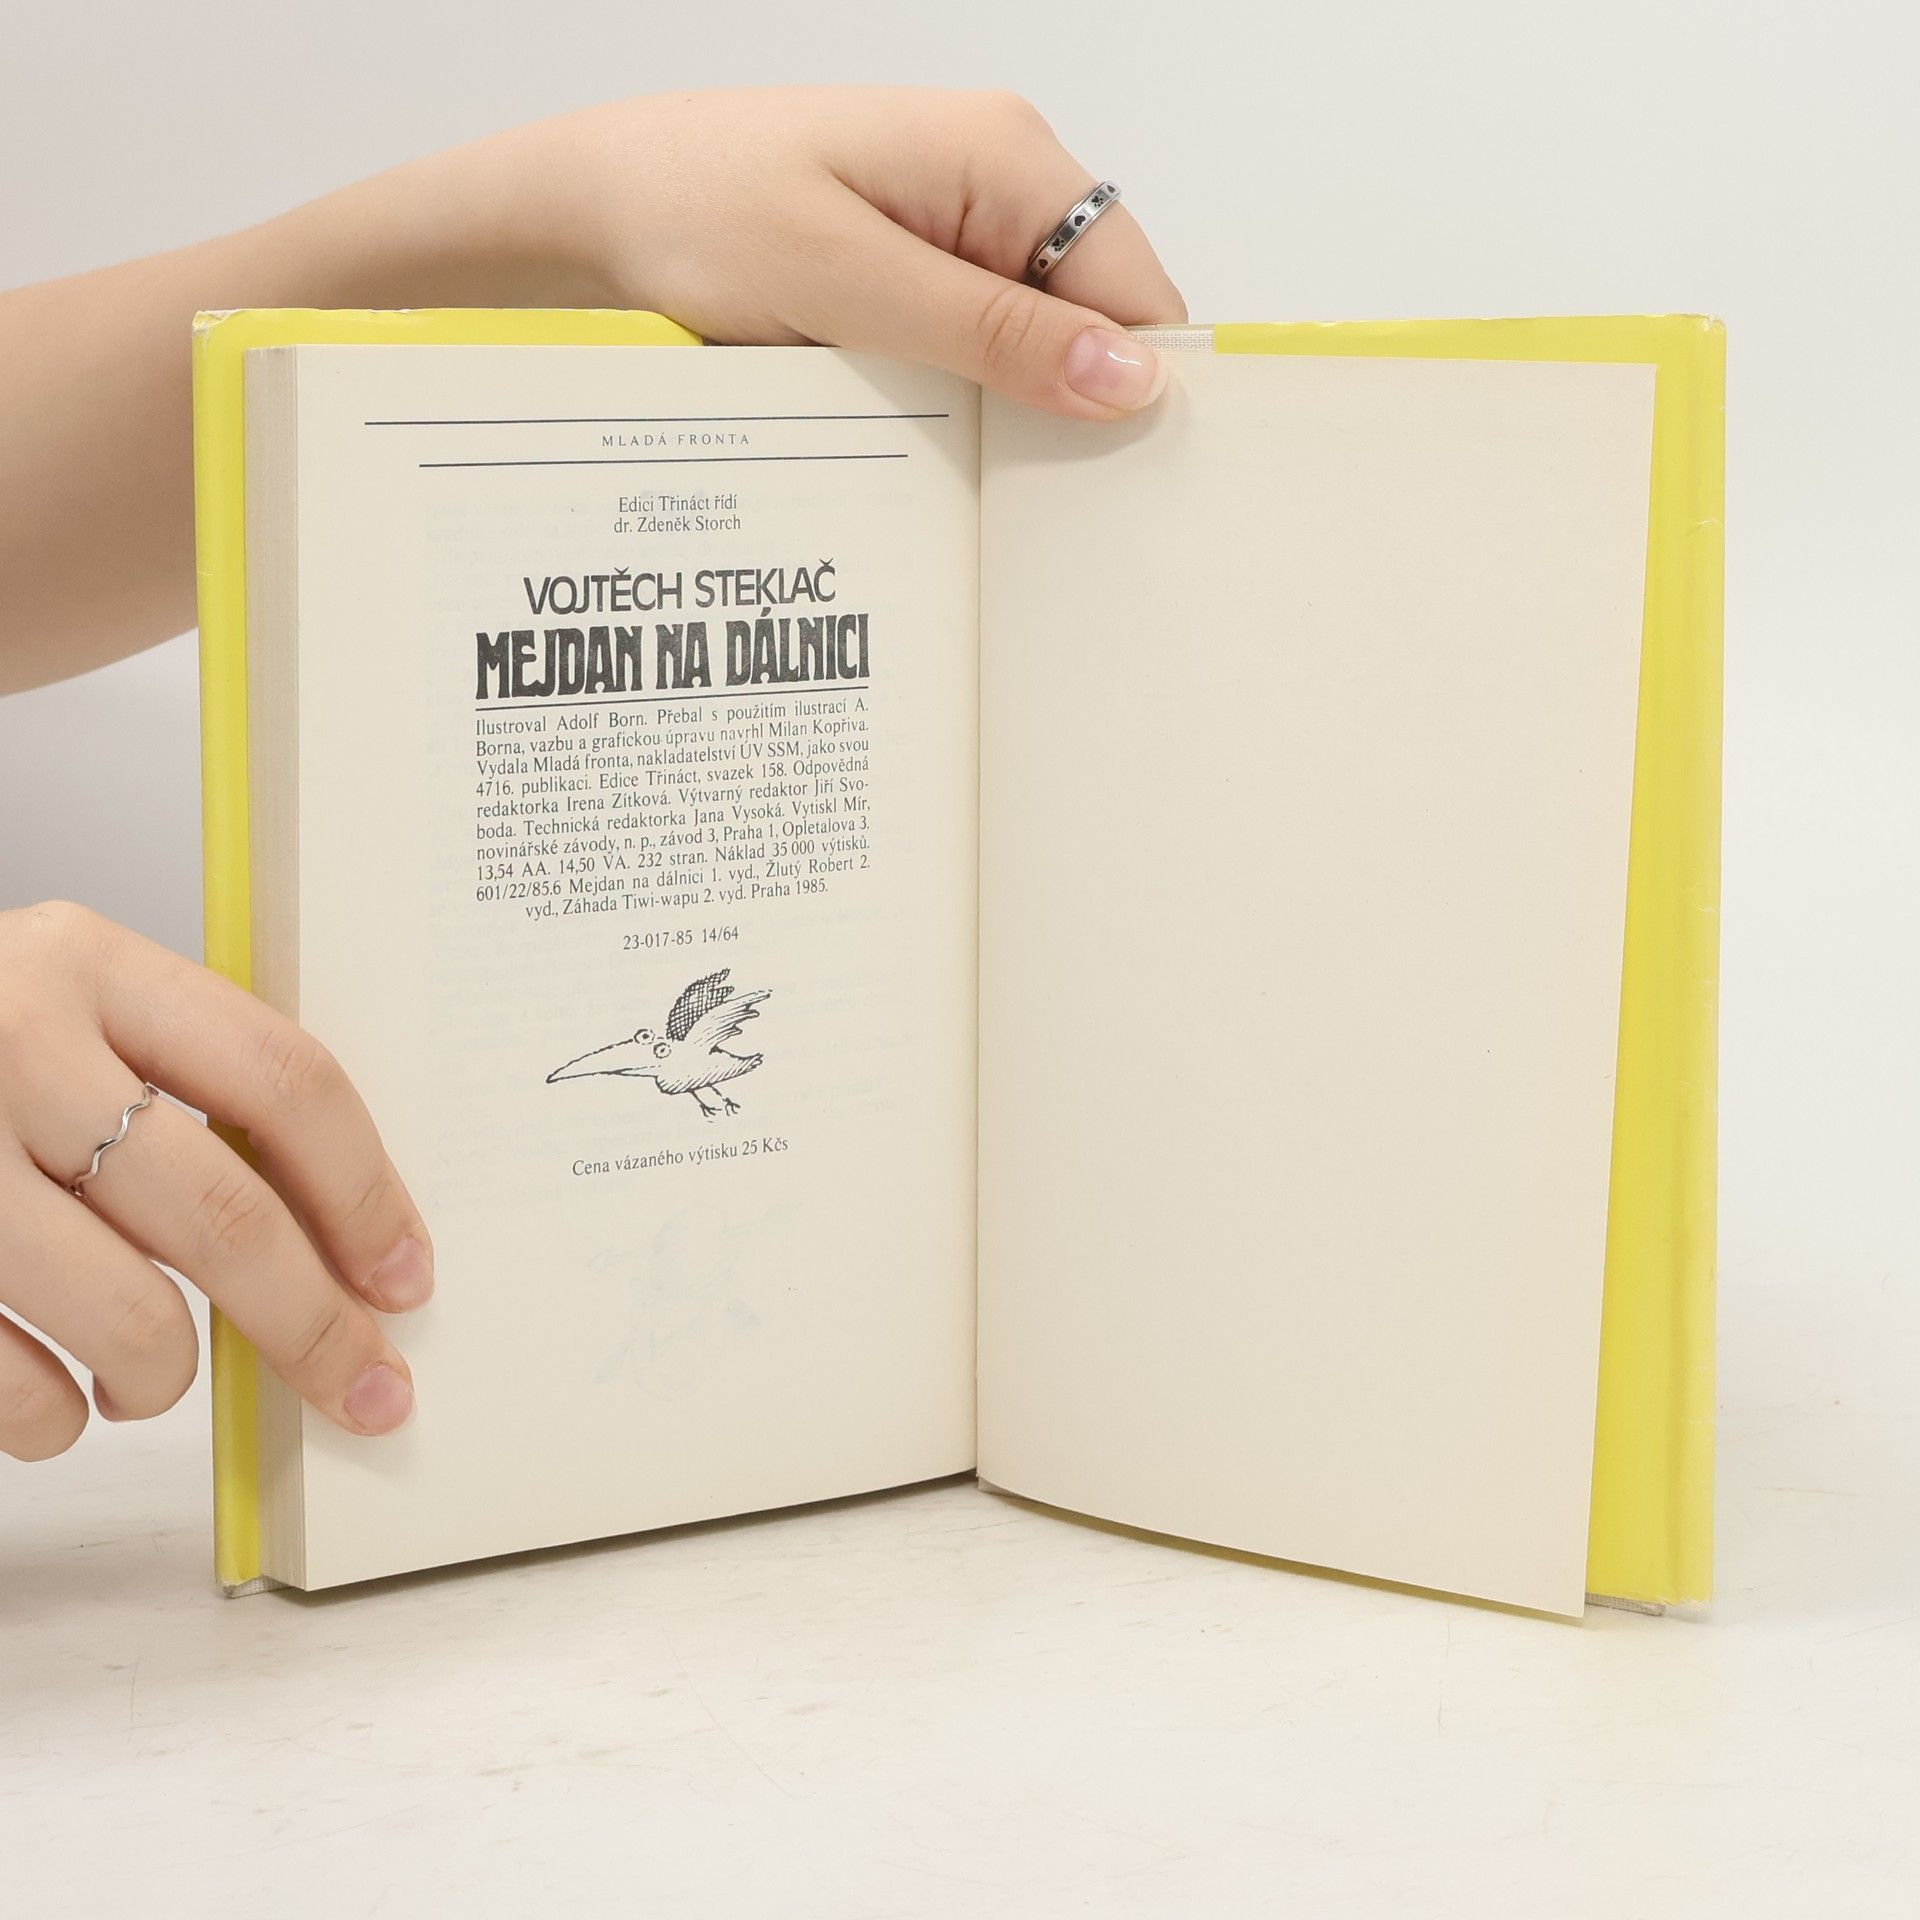 MLADÁ FRONTA
Edici Třináct řídí
dr. Zdeněk Storch
VOJTĚCH STEKLAČ
MEJDAN NA DÁLNICI
Ilustroval Adolf Born. Přebal s použitím ilustrací A.
Borna, vazbu a grafickou úpravu navrhl Milan Kopřiva.
Vydala Mladá fronta, nakladatelství ÚV SSM, jako svou
4716. publikaci. Edice Třináct, svazek 158. Odpovědná
redaktorka Irena Zítková. Výtvarný redaktor Jiří Svo-
boda. Technická redaktorka Jana Vysoká. Vytiskl Mír,
novinářské závody, n. p., závod 3, Praha 1, Opletalova 3.
13,54 AA. 14,50 VA. 232 stran. Náklad 35 000 výtisků.
601/22/85.6 Mejdan na dálnici 1. vyd., Žlutý Robert 2.
vyd., Záhada Tiwi-wapu 2. vyd. Praha 1985.
23-017-85 14/64
Cena vázaného výtisku 25 Kčs